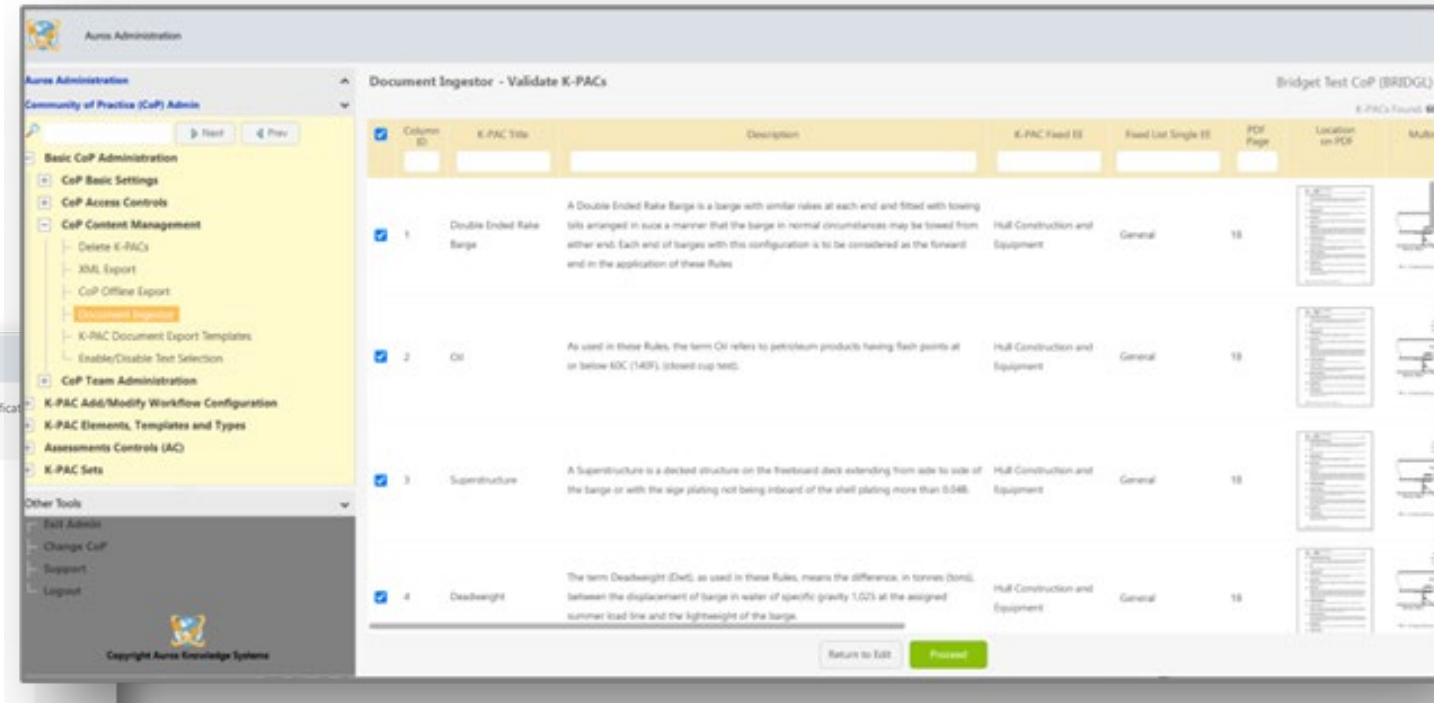 Auros Administration
Auros Administration
Community of Practice (CoP) Admin
Next
Prev
Basic CoP Administration
CoP Basic Settings
CoP Access Controls
CoP Content Management
Delete K-PACs
XML Export
CoP Offline Export
Document Ingestor
K-PAC Document Export Templates
Enable/Disable Text Selection
CoP Team Administration
K-PAC Add/Modify Workflow Configuration
K-PAC Elements, Templates and Types
Assessments Controls (AC)
K-PAC Sets
Other Tools
Exit Admin
Change CoP
Support
Logout
Copyright Auros Knowledge Systems
Document Ingestor - Validate K-PACs
Bridget Test CoP (BRIDGL)
K-PACs Found:
Column ID
K-PAC Title
Description
K-PAC Fixed EE
Fixed List Single EE
PDF Page
Location on PDF
1
Double Ended Rake
Barge
A Double Ended Rake Barge is a barge with similar rakes at each end and fitted with towing
bits arranged in suce a manner that the barge in normal circumstances may be towed from
either end. Each end of barges with this configuration is to be considered as the forward
end in the application of these Rules
Hull Construction and
Equipment
General
18
2
Oil
As used in these Rules, the term Oil refers to petroleum products having flash points at
or below 60C (140F), (closed cup test).
Hull Construction and
Equipment
General
18
3
Superstructure
A Superstructure is a decked structure on the freeboard deck extending from side to side of
the barge or with the sige plating not being inboard of the shell plating more than 0.04B.
Hull Construction and
Equipment
General
18
4
Deadweight
The term Deadweight (Dwt), as used in these Rules, means the difference, in tonnes (tons),
between the displacement of barge in water of specific gravity 1,025 at the assigned
summer load line and the lightweight of the barge.
Hull Construction and
Equipment
General
18
Return to Edit
Proceed